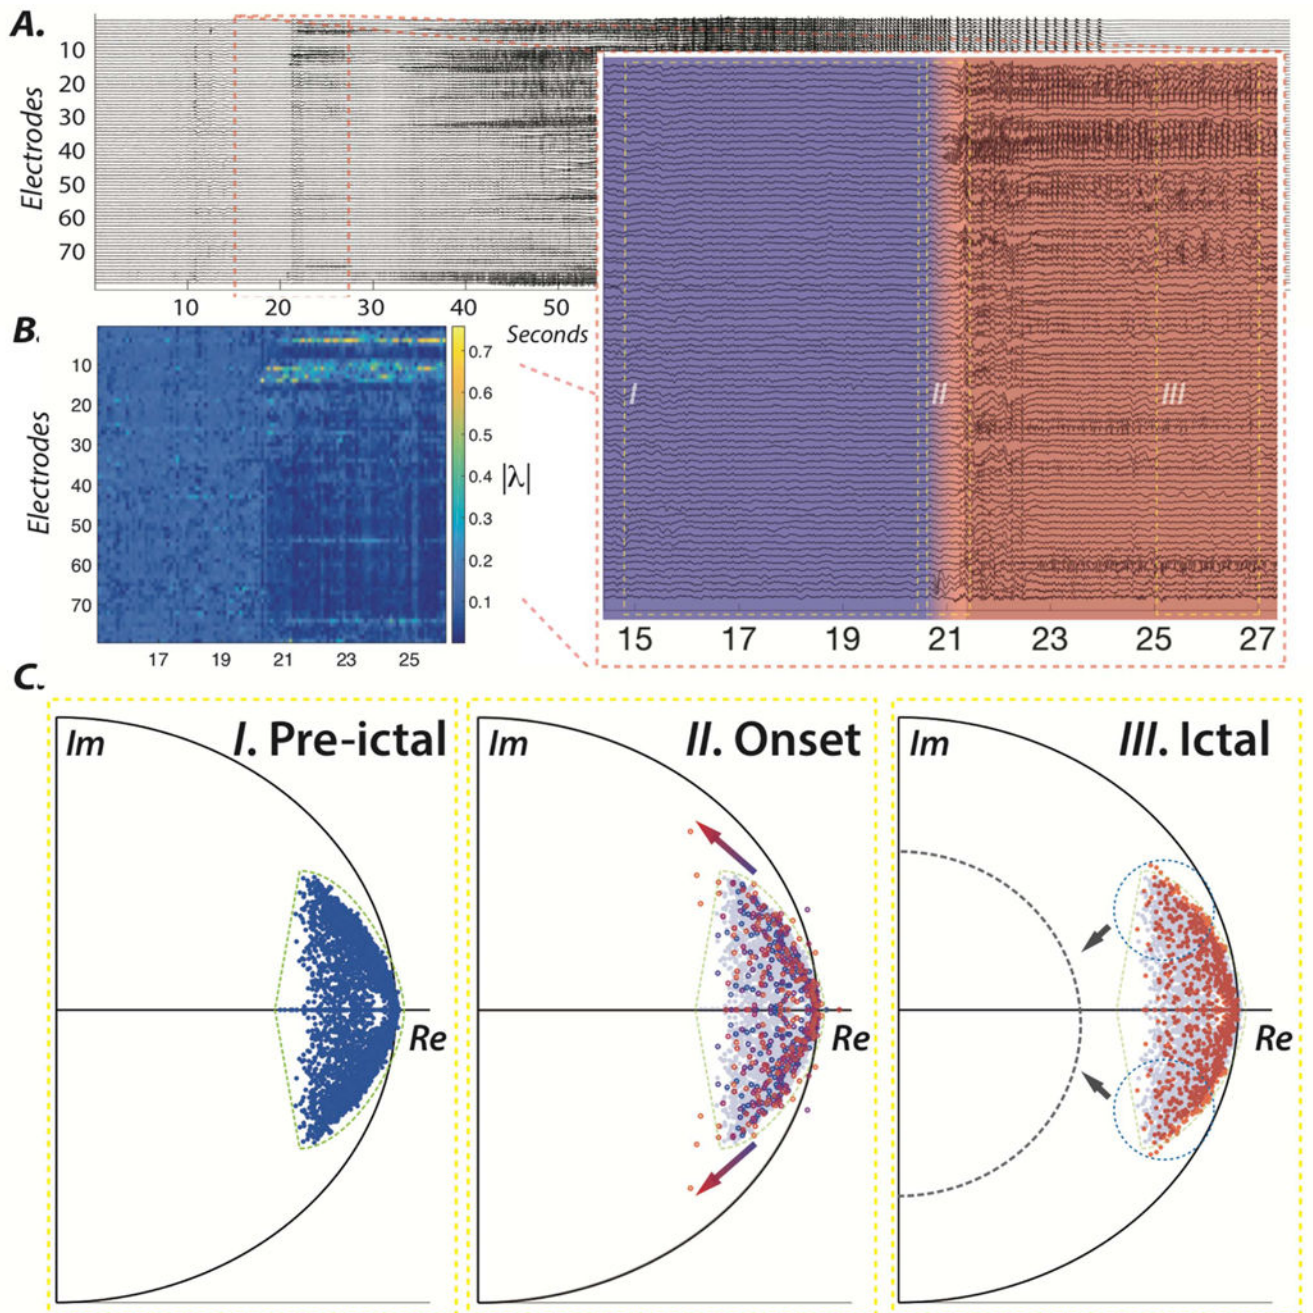 A.
Electrodes
10
20
30
40
50
60
70
10 20 30 40 50
Seconds
I II III
15 17 19 21 23 25 27
B.
Electrodes
10
20
30
40
50
60
70
17 19 21 23 25
0.7
0.6
0.5
0.4
0.3
0.2
0.1
|λ|
C.
Im
I. Pre-ictal
Re
Im
II. Onset
Re
Im
III. Ictal
Re